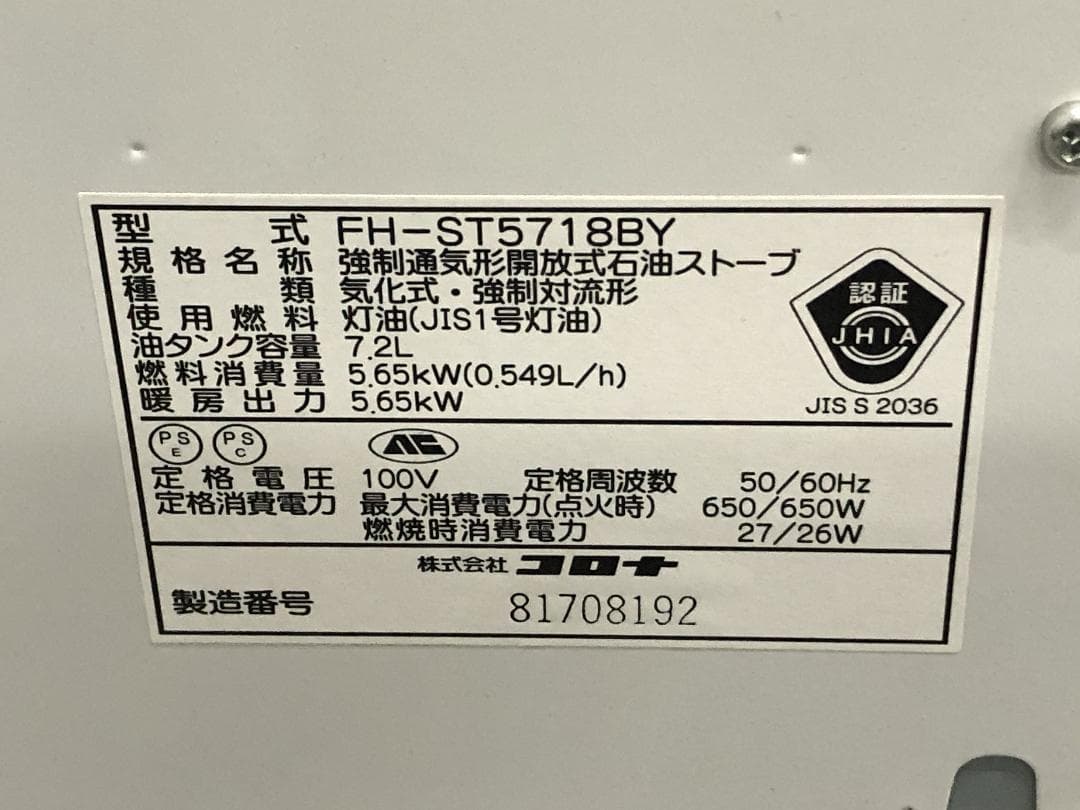 型式 FH-ST5718BY
規格名称 強制通気形開放式石油ストーブ
種類 気化式・強制対流形
使用燃料 灯油(JIS1号灯油)
油タンク容量 7.2L
燃料消費量 5.65kW(0.549L/h)
暖房出力 5.65kW
認証
JHIA
JIS S 2036
PS E PS C
定格電圧 100V 定格周波数 50/60Hz
定格消費電力 最大消費電力(点火時) 650/650W
燃焼時消費電力 27/26W
株式会社 コロナ
製造番号 81708192